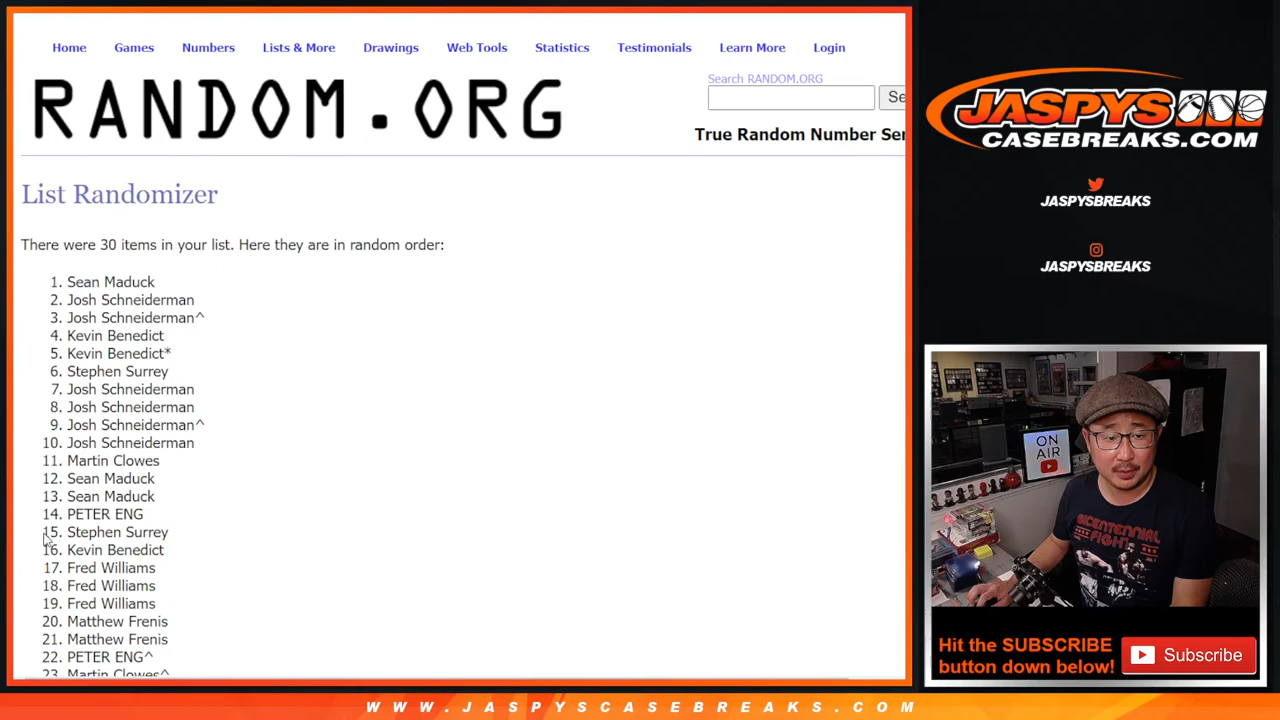 Home Games Numbers Lists & More Drawings Web Tools Statistics Testimonials Learn More Login
RANDOM.ORG
Search RANDOM.ORG
Se
True Random Number Ser
List Randomizer
There were 30 items in your list. Here they are in random order:
1. Sean Maduck
2. Josh Schneiderman
3. Josh Schneiderman^
4. Kevin Benedict
5. Kevin Benedict*
6. Stephen Surrey
7. Josh Schneiderman
8. Josh Schneiderman
9. Josh Schneiderman^
10. Josh Schneiderman
11. Martin Clowes
12. Sean Maduck
13. Sean Maduck
14. PETER ENG
15. Stephen Surrey
16. Kevin Benedict
17. Fred Williams
18. Fred Williams
19. Fred Williams
20. Matthew Frenis
21. Matthew Frenis
22. PETER ENG^
23. Martin Clowes^
JASPYS
CASEBREAKS.COM
JASPYSBREAKS
JASPYSBREAKS
ON
AIR
BICENTENNIAL
FIGHT
Hit the SUBSCRIBE
button down below!
Subscribe
WWW.JASPYSCASEBREAKS.COM